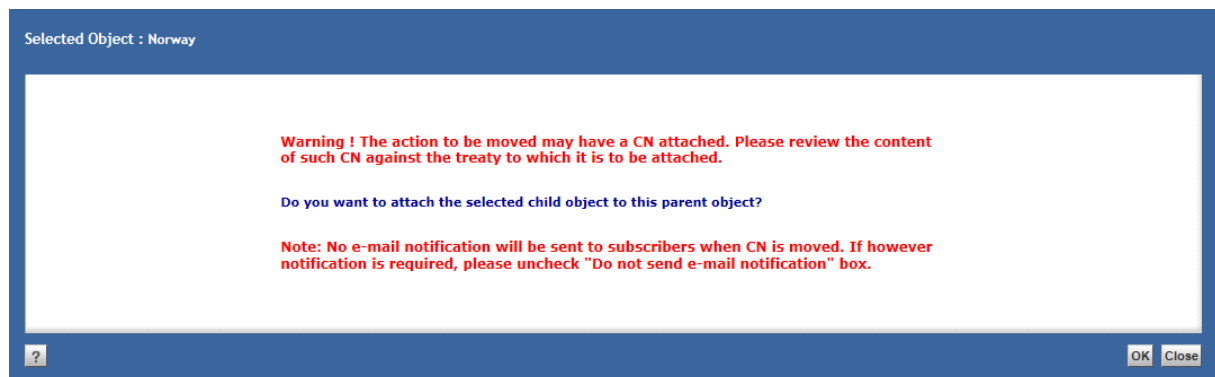 Selected Object : Norway
Warning ! The action to be moved may have a CN attached. Please review the content
of such CN against the treaty to which it is to be attached.
Do you want to attach the selected child object to this parent object?
Note: No e-mail notification will be sent to subscribers when CN is moved. If however
notification is required, please uncheck "Do not send e-mail notification" box.
? OK Close